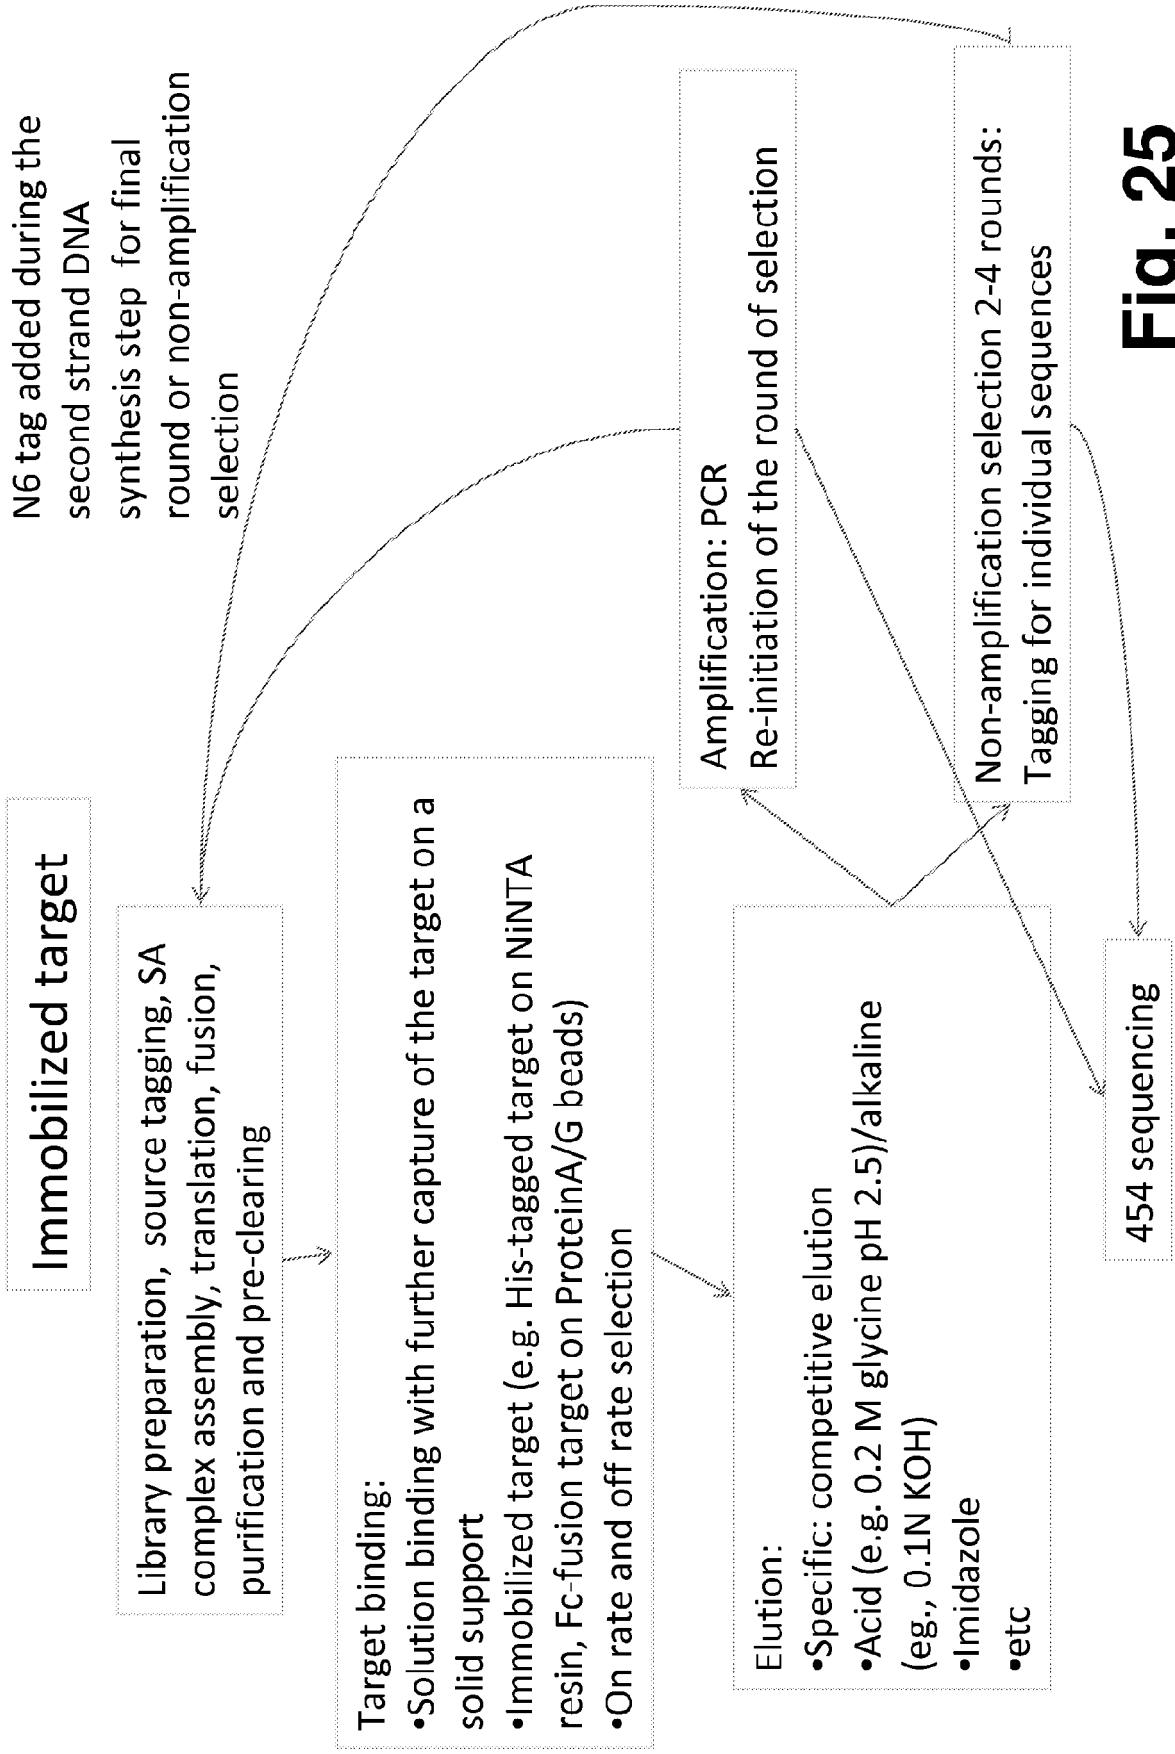 Immobilized target
N6 tag added during the
second strand DNA
synthesis step for final
round or non-amplification
selection
Library preparation, source tagging, SA
complex assembly, translation, fusion,
purification and pre-clearing
Target binding:
•Solution binding with further capture of the target on a
solid support
•Immobilized target (e.g. His-tagged target on NiNTA
resin, Fc-fusion target on ProteinA/G beads)
•On rate and off rate selection
Elution:
•Specific: competitive elution
•Acid (e.g. 0.2 M glycine pH 2.5)/alkaline
(eg., 0.1N KOH)
•Imidazole
•etc
Amplification: PCR
Re-initiation of the round of selection
Non-amplification selection 2-4 rounds:
Tagging for individual sequences
454 sequencing
Fig. 25